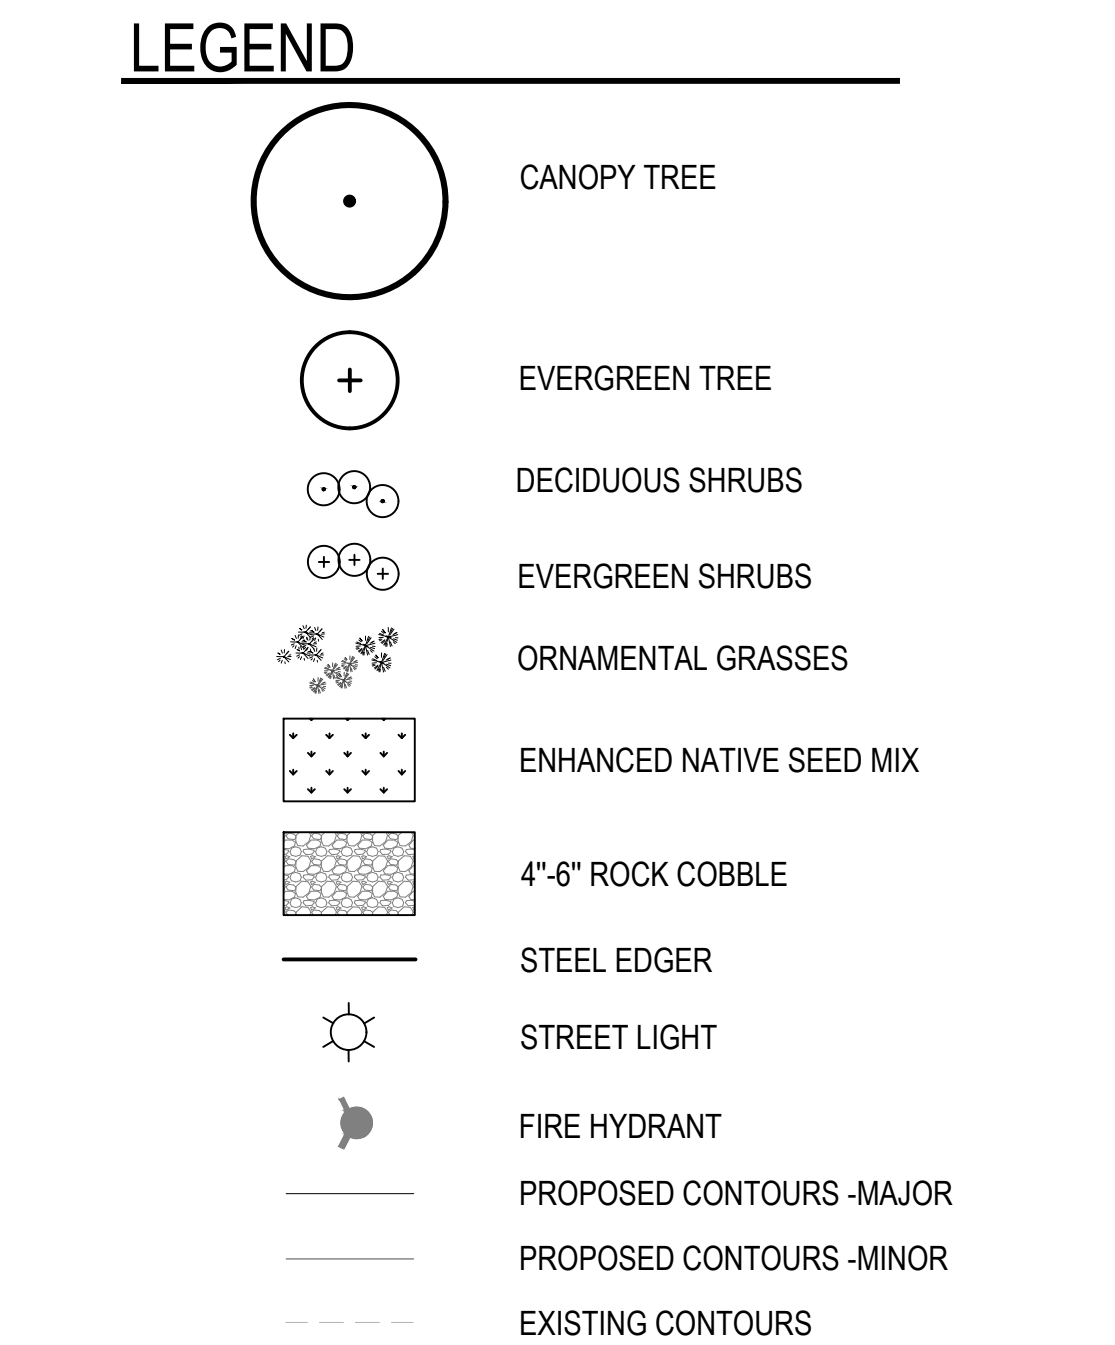 LEGEND
CANOPY TREE
EVERGREEN TREE
DECIDUOUS SHRUBS
EVERGREEN SHRUBS
ORNAMENTAL GRASSES
ENHANCED NATIVE SEED MIX
4"-6" ROCK COBBLE
STEEL EDGER
STREET LIGHT
FIRE HYDRANT
PROPOSED CONTOURS -MAJOR
PROPOSED CONTOURS -MINOR
EXISTING CONTOURS